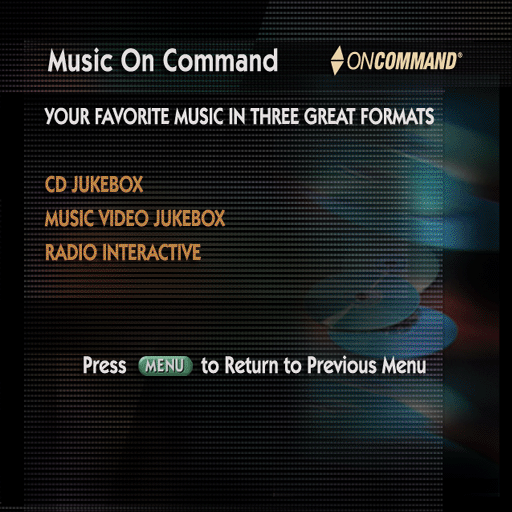 Music On Command
ONCOMMAND®
YOUR FAVORITE MUSIC IN THREE GREAT FORMATS
CD JUKEBOX
MUSIC VIDEO JUKEBOX
RADIO INTERACTIVE
Press MENU to Return to Previous Menu